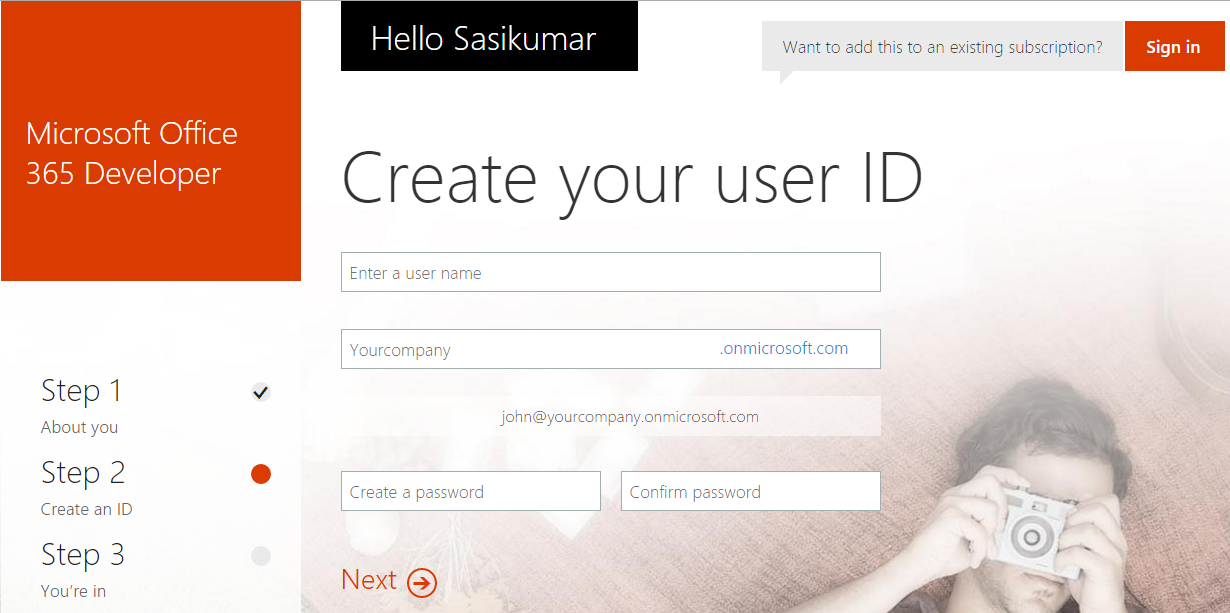 Hello Sasikumar
Want to add this to an existing subscription?
Sign in
Microsoft Office
365 Developer
Create your user ID
Enter a user name
Yourcompany
.onmicrosoft.com
john@yourcompany.onmicrosoft.com
Create a password
Confirm password
Next
Step 1
About you
Step 2
Create an ID
Step 3
You're in